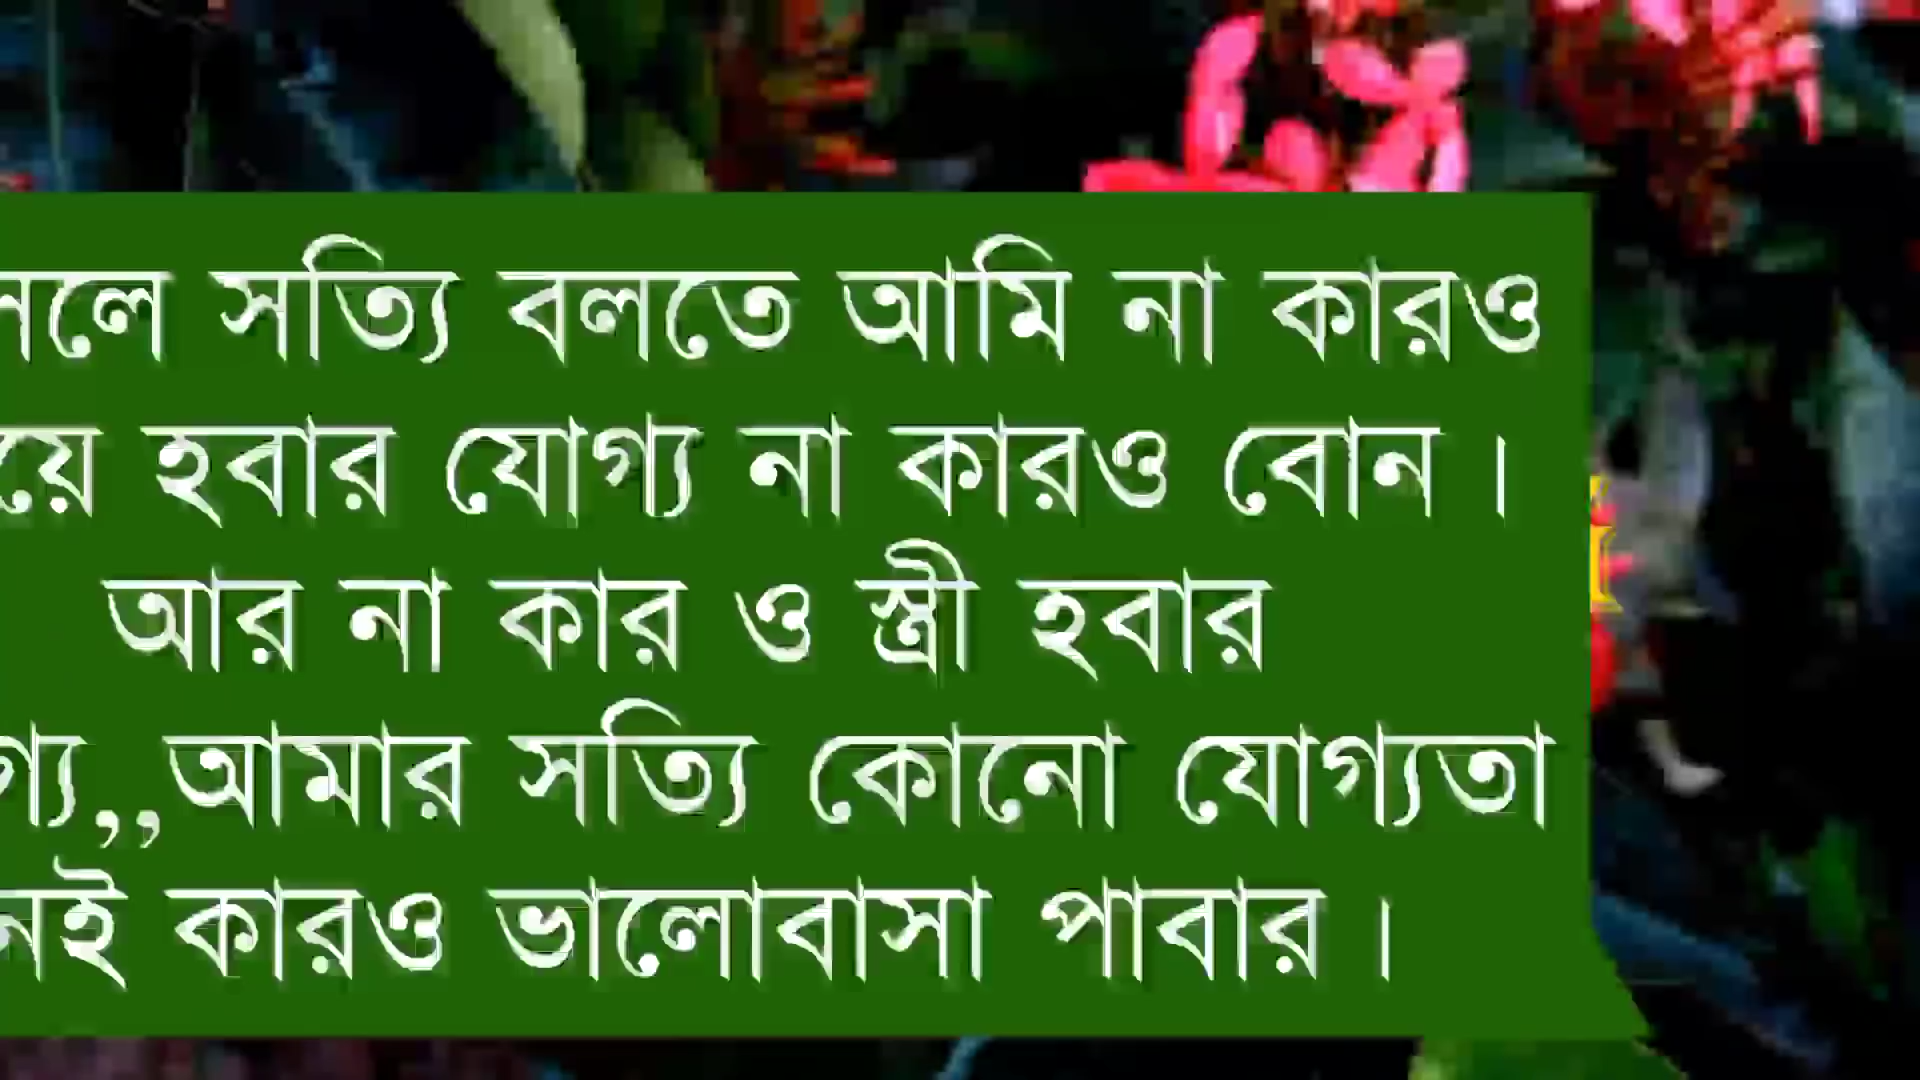 সত্যি বলতে আমি না কারও
হবার যোগ্য না কারও বোন ।
আর না কার ও স্ত্রী হবার
আমার সত্যি কোনো যোগ্যতা
কারও ভালোবাসা পাবার ।